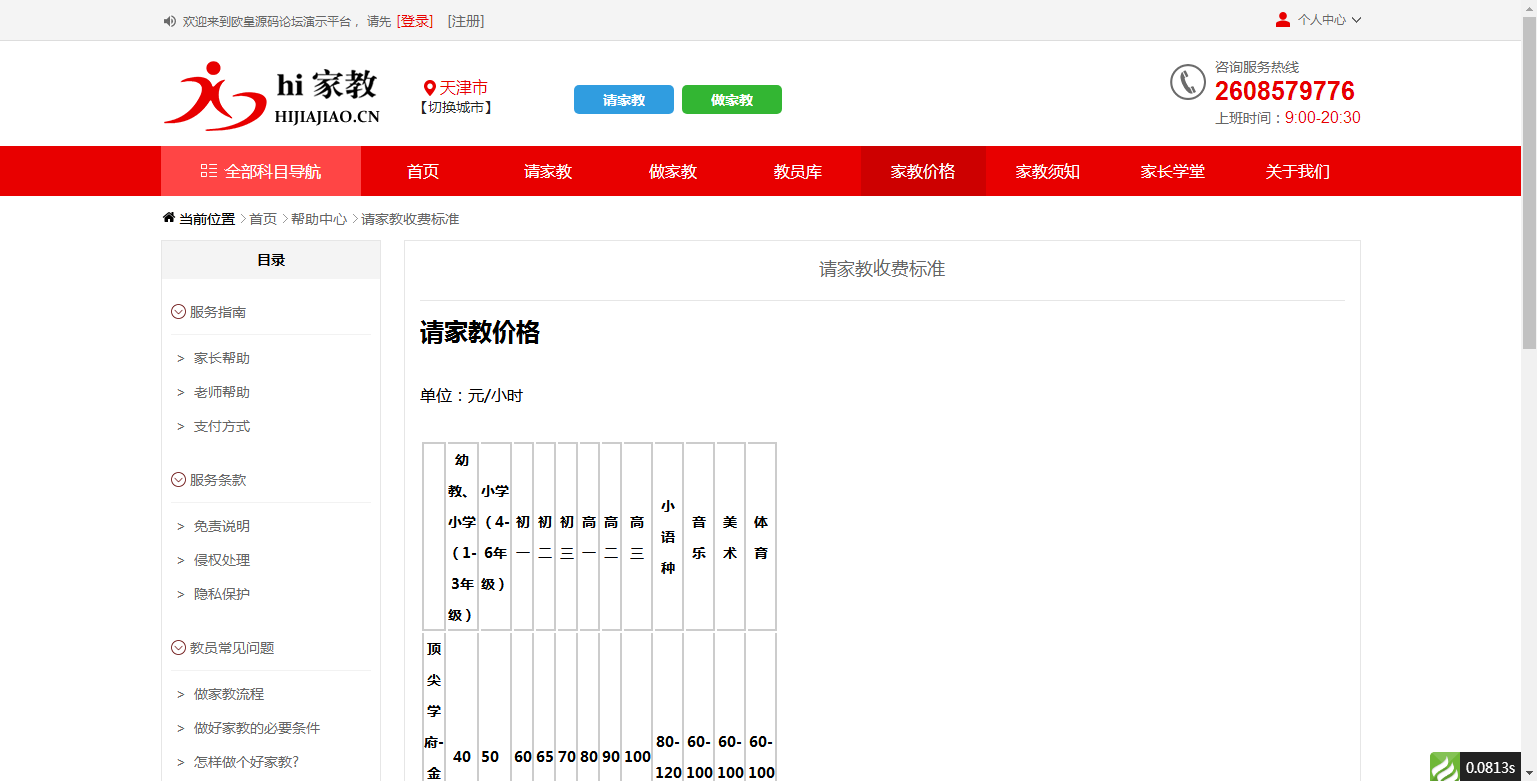 欢迎来到欧皇源码论坛演示平台， 请先 [登录] [注册]
个人中心
hi 家教
HIJIAJIAO.CN
天津市
【切换城市】
请家教
做家教
咨询服务热线
2608579776
上班时间：9:00-20:30
全部科目导航
首页
请家教
做家教
教员库
家教价格
家教须知
家长学堂
关于我们
当前位置 > 首页 > 帮助中心 > 请家教收费标准
目录
服务指南
> 家长帮助
> 老师帮助
> 支付方式
服务条款
> 免责说明
> 侵权处理
> 隐私保护
教员常见问题
> 做家教流程
> 做好家教的必要条件
> 怎样做个好家教?
请家教收费标准
请家教价格
单位：元/小时
幼
教、
小学
（1-
3年
级）
小学
（4-
6年
级）
初
一
初
二
初
三
高
一
高
二
高
三
小
语
种
音
乐
美
术
体
育
顶
尖
学
府-
金
40
50
60
65
70
80
90
100
80-
120
60-
100
60-
100
60-
100
0.0813s